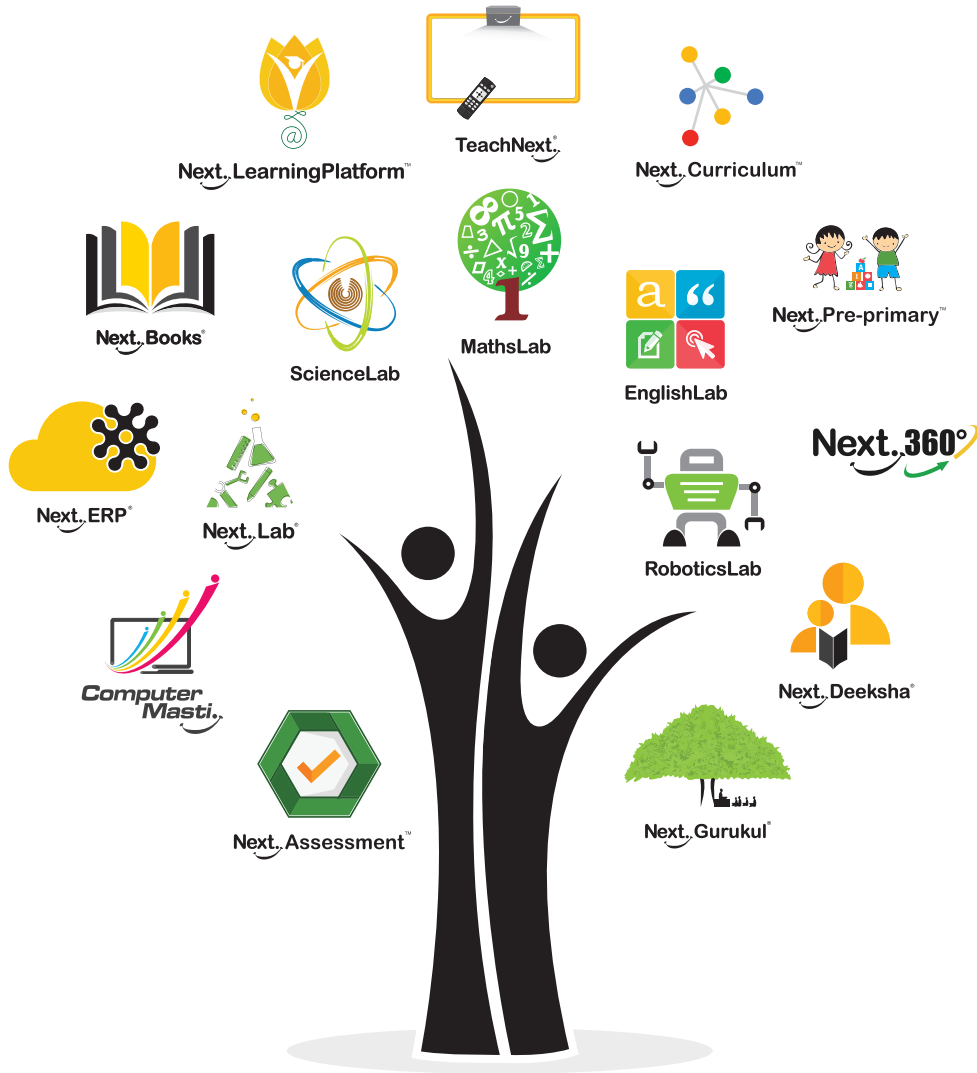 TeachNext..®
Next..LearningPlatform™
Next..Curriculum™
Next..Books®
ScienceLab
MathsLab
EnglishLab
Next..Pre-primary™
Next..ERP®
Next..Lab®
RoboticsLab
Next..360°
Computer
Masti..
Next..Deeksha®
Next..Assessment™
Next..Gurukul®